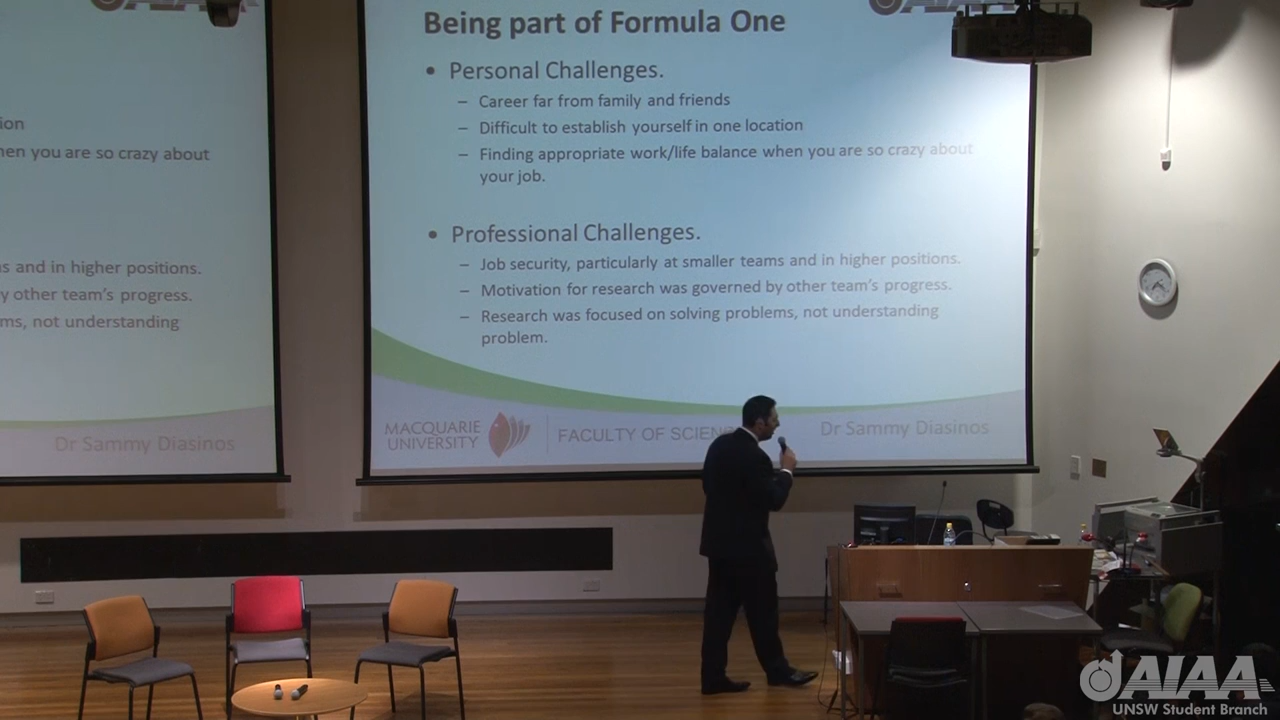 ion
hen you are so crazy about
s and in higher positions.
y other team's progress.
ms, not understanding
Dr Sammy Diasinos
AIAA
Being part of Formula One
• Personal Challenges.
– Career far from family and friends
– Difficult to establish yourself in one location
– Finding appropriate work/life balance when you are so crazy about
your job.
• Professional Challenges.
– Job security, particularly at smaller teams and in higher positions.
– Motivation for research was governed by other team's progress.
– Research was focused on solving problems, not understanding
problem.
MACQUARIE
UNIVERSITY
FACULTY OF SCIEN
Dr Sammy Diasinos
AIAA
UNSW Student Branch